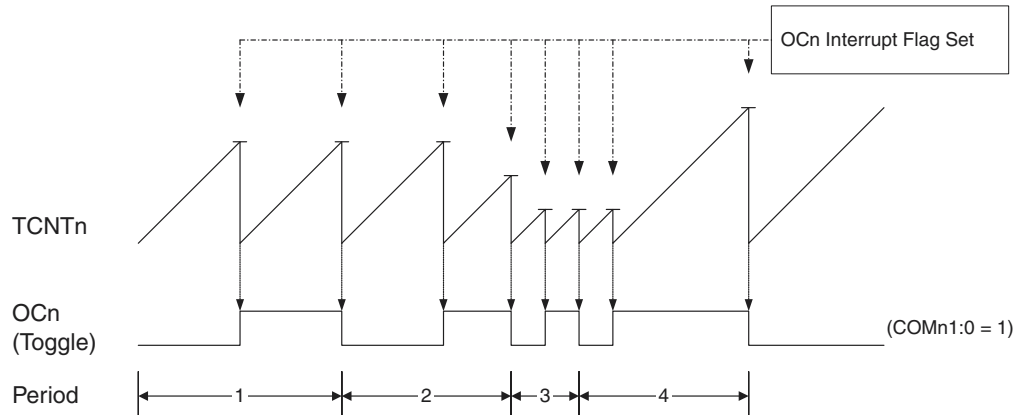 OCn Interrupt Flag Set
TCNTn
OCn
(Toggle)
(COMn1:0 = 1)
Period
1
2
3
4